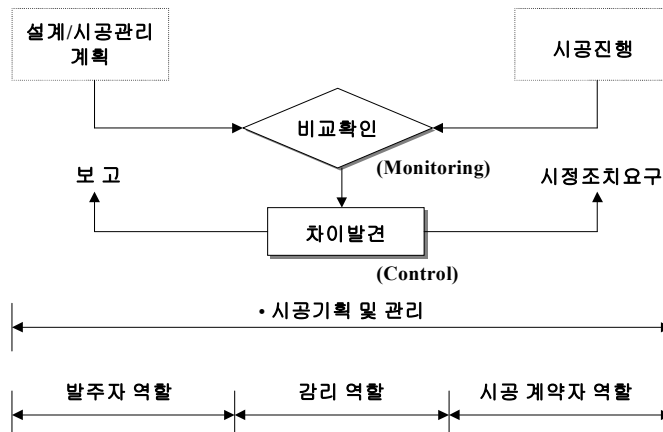 설계/시공관리
계획
시공진행
비교확인
(Monitoring)
보 고
시정조치요구
차이발견
(Control)
• 시공기획 및 관리
발주자 역할
감리 역할
시공 계약자 역할